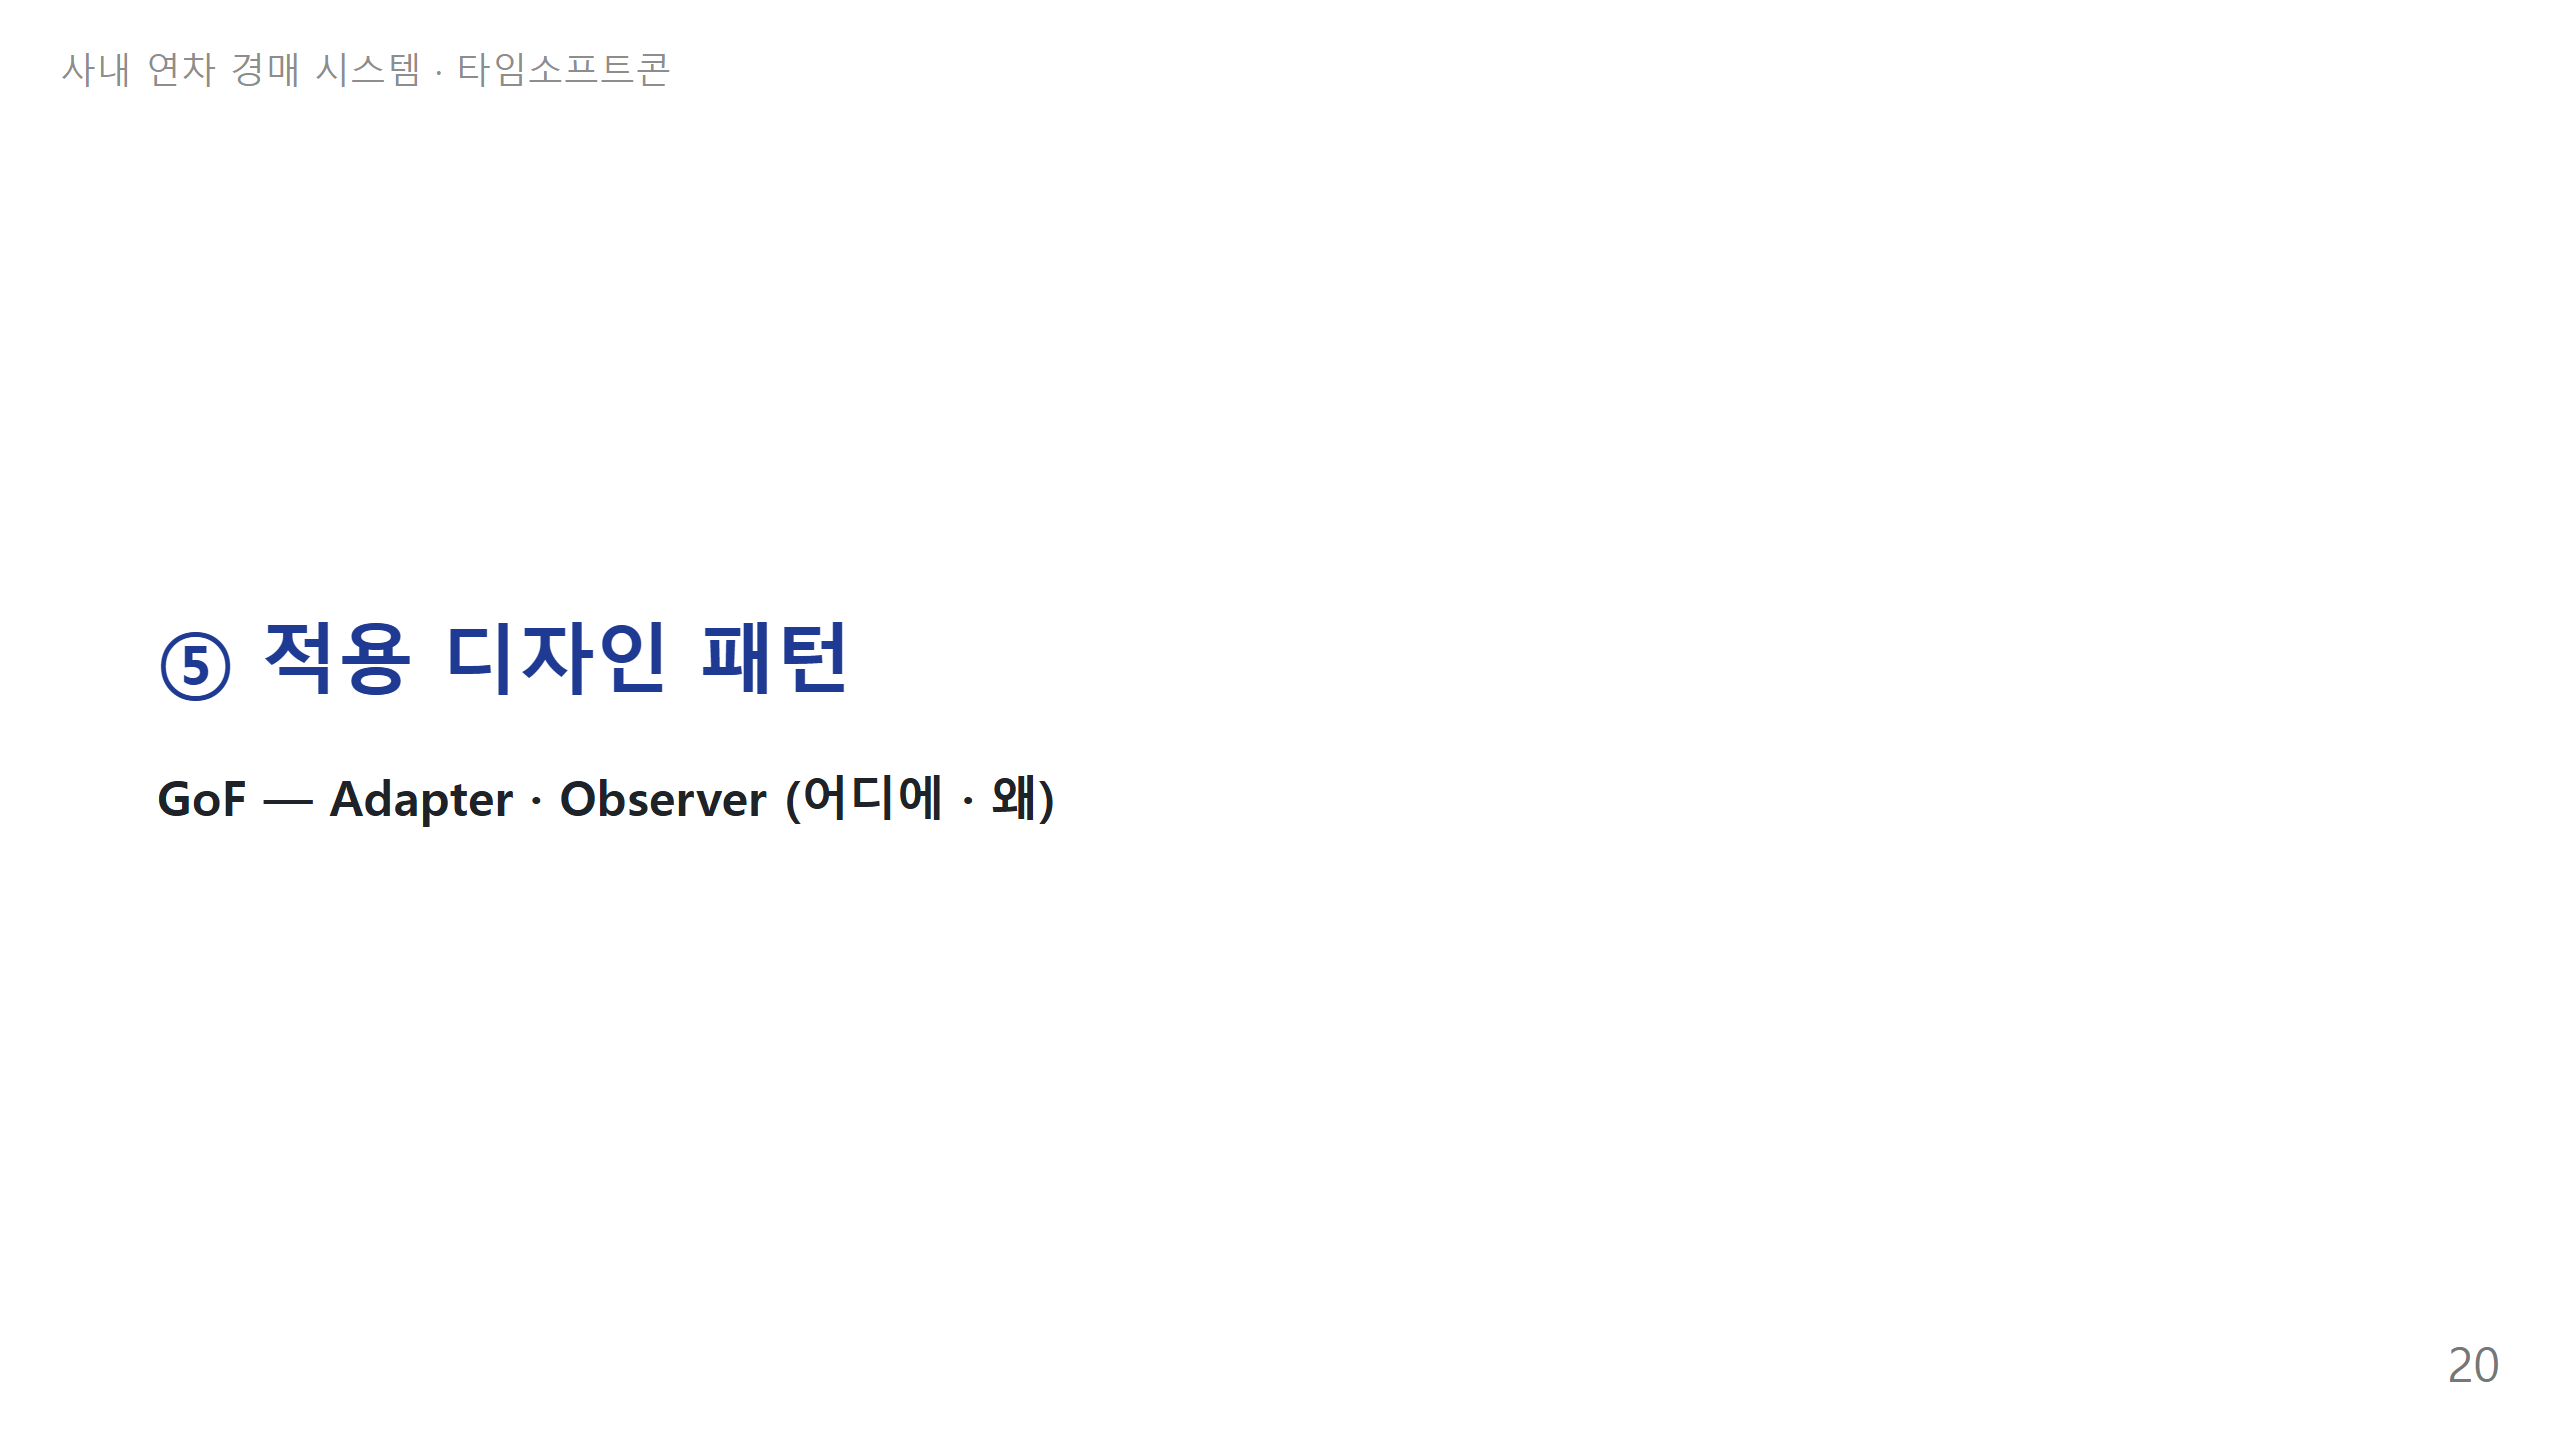 사내 연차 경매 시스템 · 타임소프트콘
⑤ 적용 디자인 패턴
GoF — Adapter · Observer (어디에 · 왜)
20